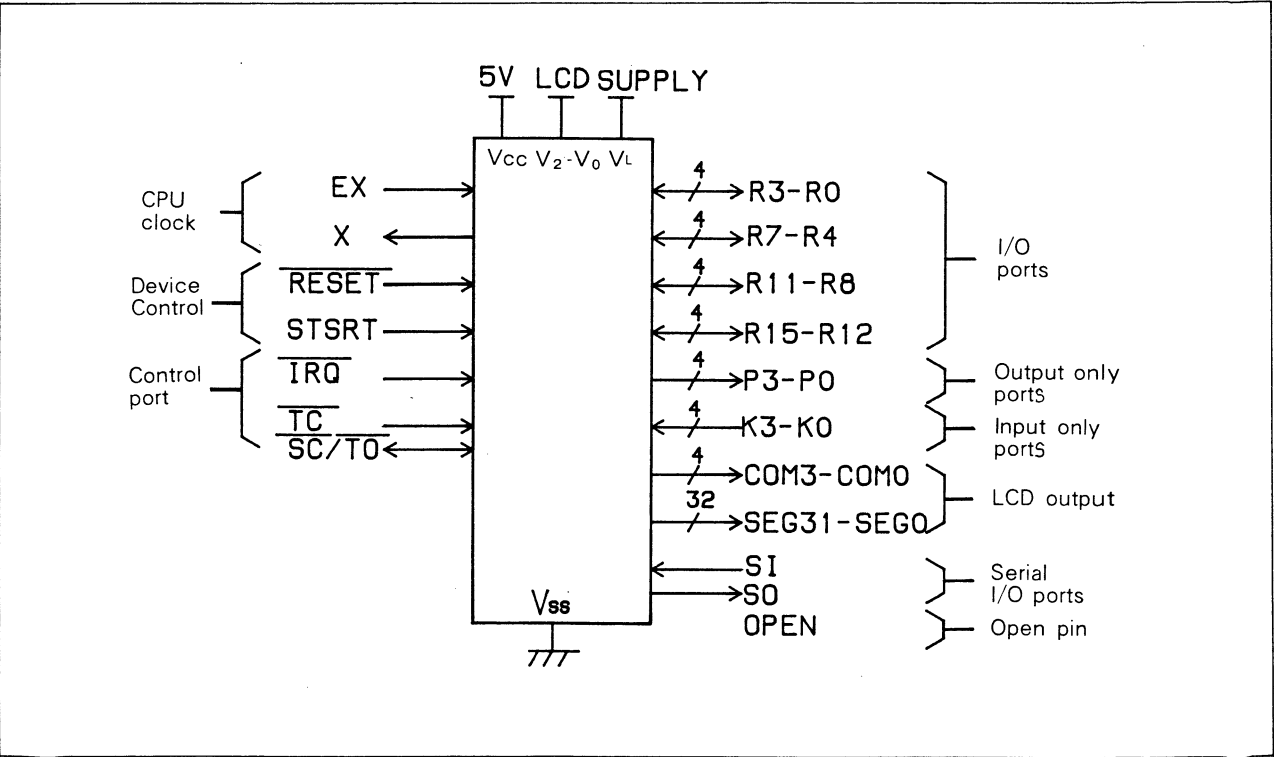 5V LCD SUPPLY
Vcc V2-V0 VL
CPU
clock
EX
X
Device
Control
RESET
STSRT
Control
port
IRQ
TC
SC/TO
4
R3-R0
4
R7-R4
4
R11-R8
4
R15-R12
I/O
ports
4
P3-P0
Output only
ports
4
K3-K0
Input only
ports
4
COM3-COM0
32
SEG31-SEG0
LCD output
SI
SO
Serial
I/O ports
OPEN
Open pin
Vss